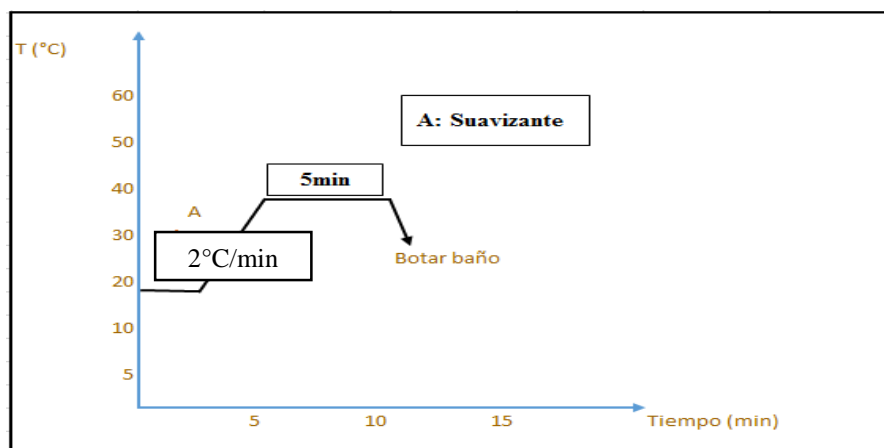 T (°C)
60
A: Suavizante
50
5min
40
A
30
2°C/min
Botar baño
20
10
5
5
10
15
Tiempo (min)